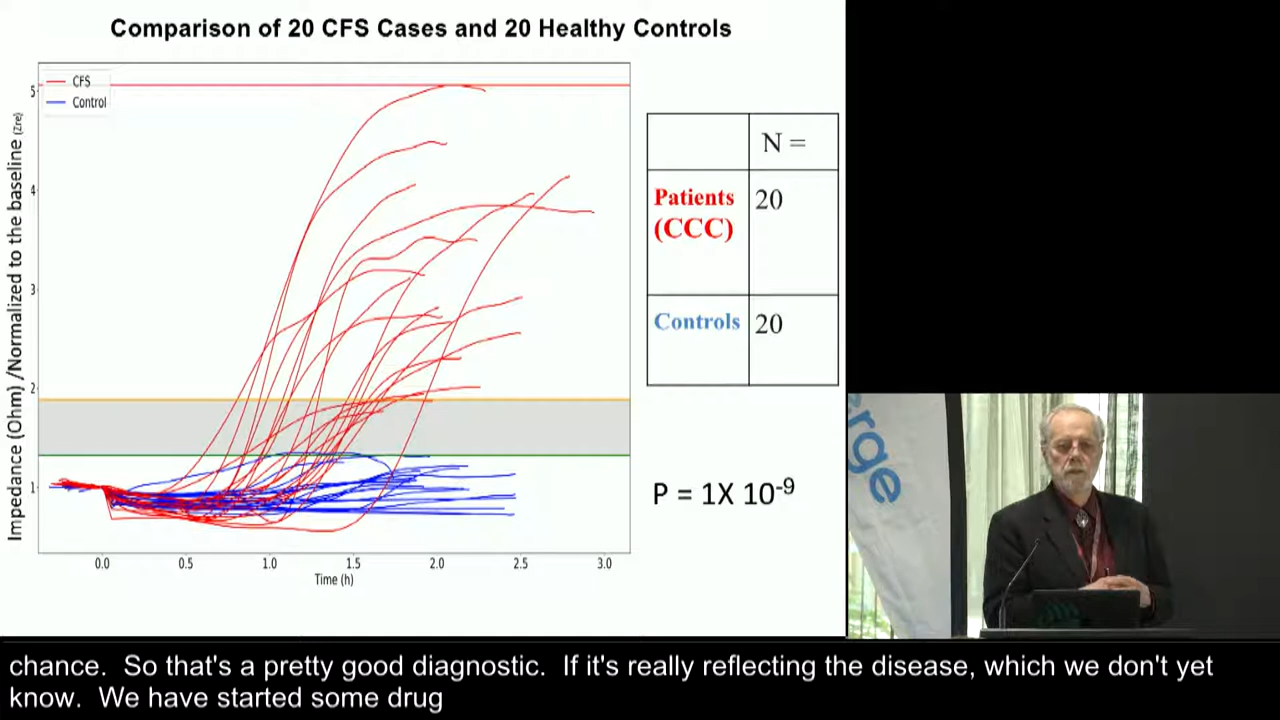 Comparison of 20 CFS Cases and 20 Healthy Controls
CFS
Control
Impedance (Ohm) /Normalized to the baseline (Zre)
5
4
3
2
1
0.0 0.5 1.0 1.5 2.0 2.5 3.0
Time (h)
N =
Patients (CCC) 20
Controls 20
P = 1X 10-9
erge
chance. So that's a pretty good diagnostic. If it's really reflecting the disease, which we don't yet
know. We have started some drug